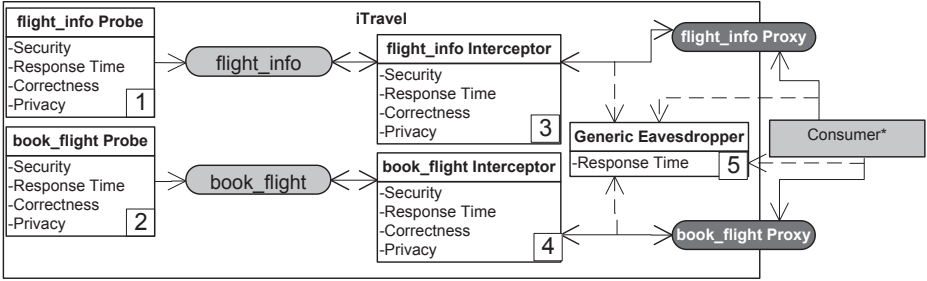 iTravel
flight_info Probe
-Security
-Response Time
-Correctness
-Privacy
1
flight_info
flight_info Interceptor
-Security
-Response Time
-Correctness
-Privacy
3
flight_info Proxy
book_flight Probe
-Security
-Response Time
-Correctness
-Privacy
2
book_flight
book_flight Interceptor
-Security
-Response Time
-Correctness
-Privacy
4
Generic Eavesdropper
-Response Time
5
Consumer*
book_flight Proxy